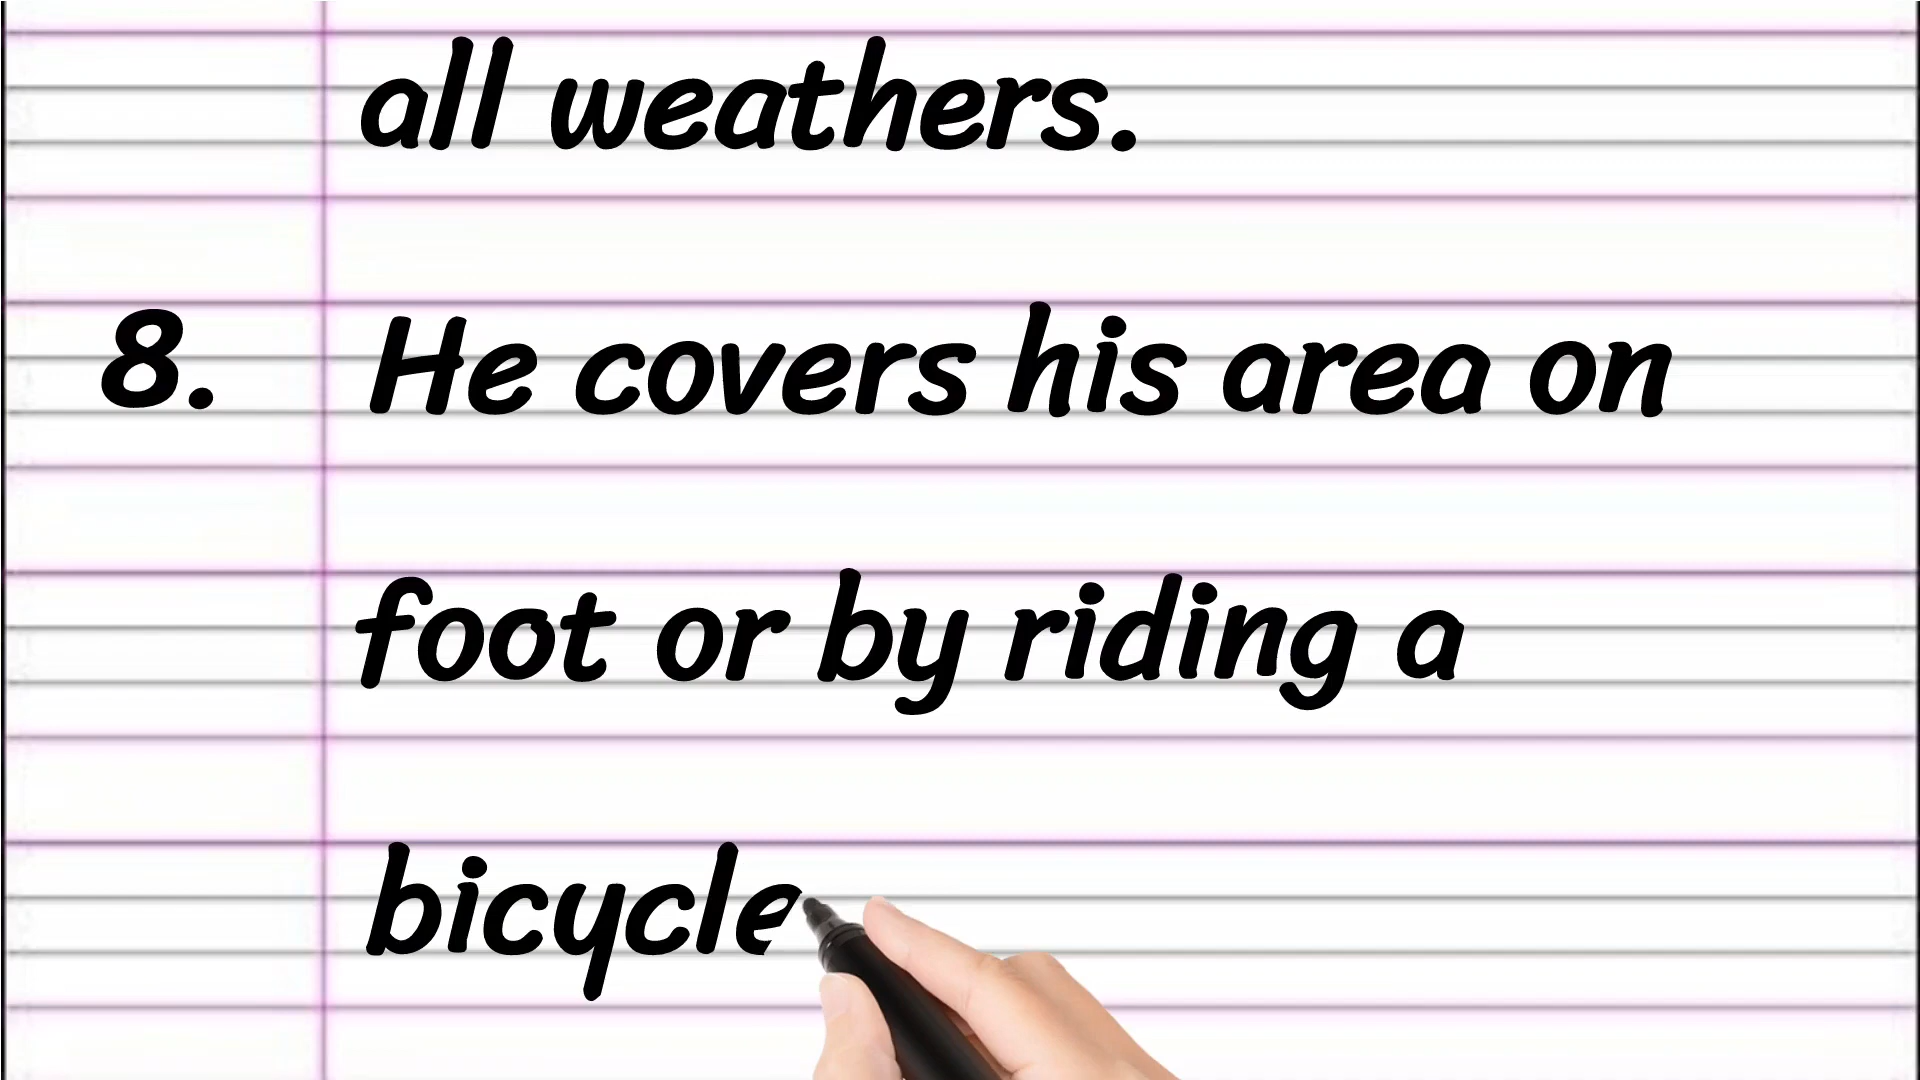 all weathers.
8. He covers his area on
foot or by riding a
bicycle